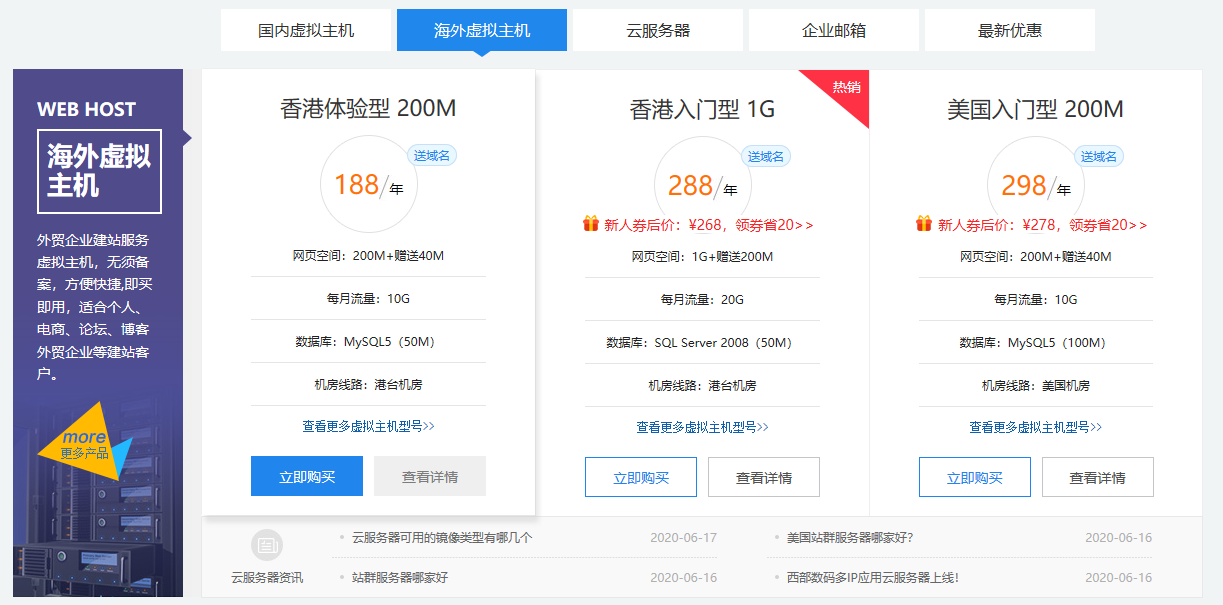 国内虚拟主机
海外虚拟主机
云服务器
企业邮箱
最新优惠
WEB HOST
海外虚拟
主机
外贸企业建站服务
虚拟主机，无须备
案，方便快捷,即买
即用，适合个人、
电商、论坛、博客
外贸企业等建站客
户。
more
更多产品
香港体验型 200M
送域名
188/年
网页空间：200M+赠送40M
每月流量：10G
数据库：MySQL5（50M）
机房线路：港台机房
查看更多虚拟主机型号>>
立即购买
查看详情
热销
香港入门型 1G
送域名
288/年
新人券后价：¥268，领券省20>>
网页空间：1G+赠送200M
每月流量：20G
数据库：SQL Server 2008（50M）
机房线路：港台机房
查看更多虚拟主机型号>>
立即购买
查看详情
美国入门型 200M
送域名
298/年
新人券后价：¥278，领券省20>>
网页空间：200M+赠送40M
每月流量：10G
数据库：MySQL5（100M）
机房线路：美国机房
查看更多虚拟主机型号>>
立即购买
查看详情
云服务器资讯
云服务器可用的镜像类型有哪几个 2020-06-17
美国站群服务器哪家好? 2020-06-16
站群服务器哪家好 2020-06-16
西部数码多IP应用云服务器上线! 2020-06-16